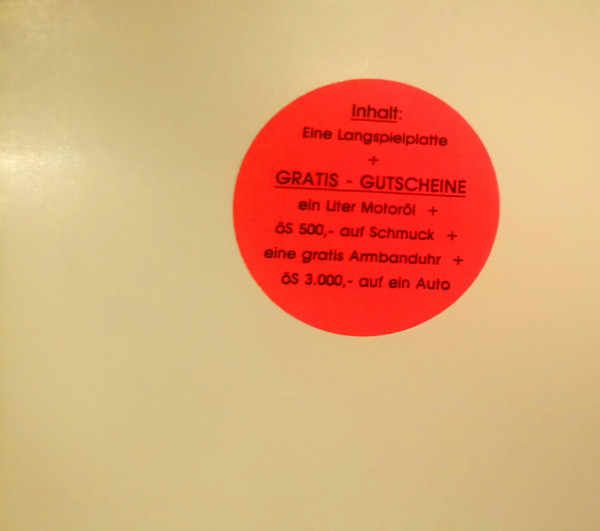 Inhalt:
Eine Langspielplatte
+
GRATIS - GUTSCHEINE
ein Liter Motoröl +
öS 500,- auf Schmuck +
eine gratis Armbanduhr +
öS 3.000,- auf ein Auto